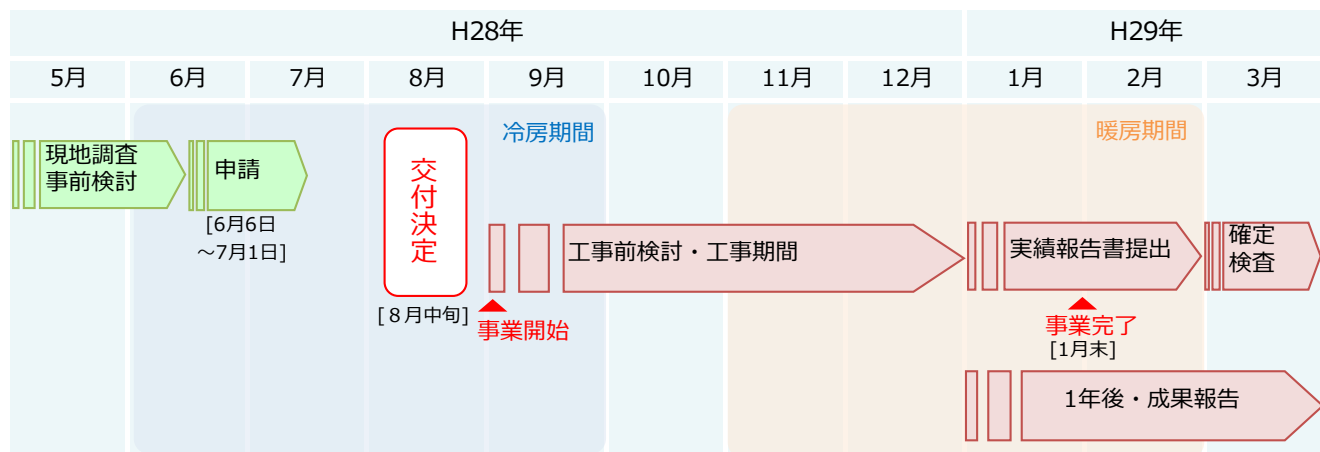 H28年
H29年
5月
6月
7月
8月
9月
10月
11月
12月
1月
2月
3月
冷房期間
暖房期間
現地調査
事前検討
申請
[6月6日
～7月1日]
交付決定
[８月中旬]
事業開始
工事前検討・工事期間
実績報告書提出
確定
検査
事業完了
[1月末]
1年後・成果報告